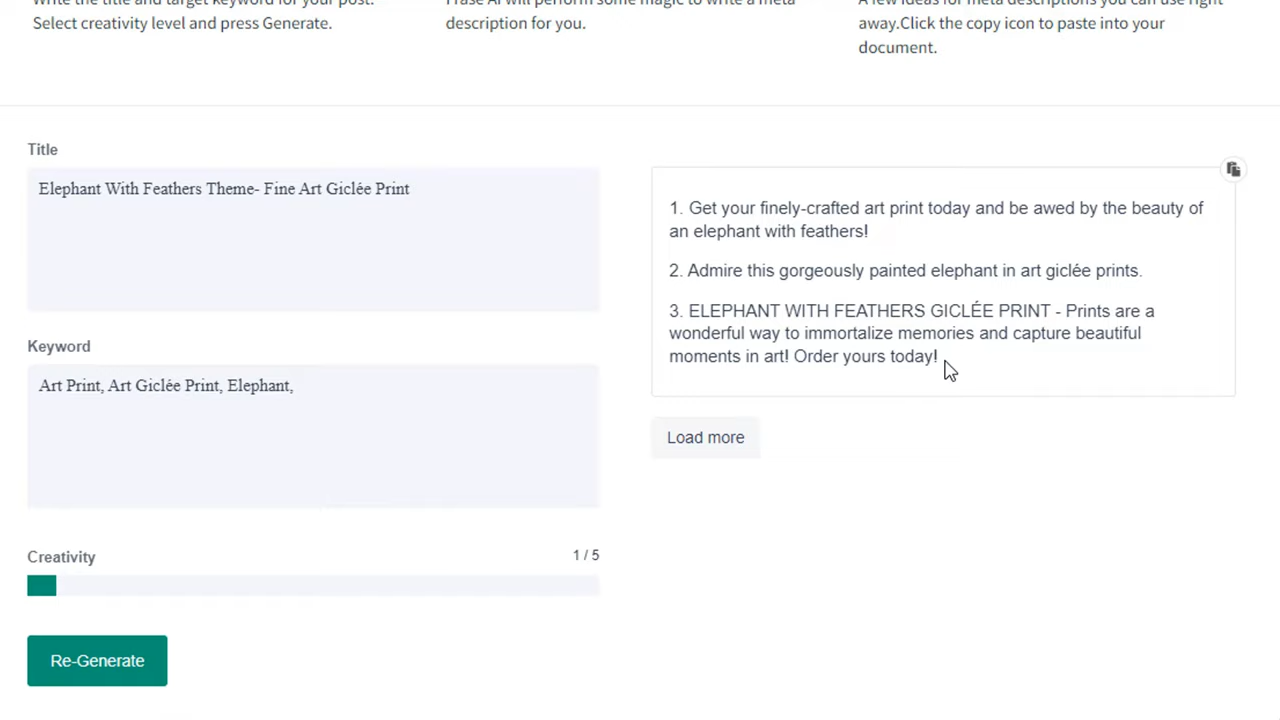 Write the title and target keyword for your post.
Select creativity level and press Generate.
Frase AI will perform some magic to write a meta
description for you.
A few ideas for meta descriptions you can use right
away.Click the copy icon to paste into your
document.
Title
Elephant With Feathers Theme- Fine Art Giclée Print
Keyword
Art Print, Art Giclée Print, Elephant,
Creativity
1 / 5
Re-Generate
1. Get your finely-crafted art print today and be awed by the beauty of
an elephant with feathers!
2. Admire this gorgeously painted elephant in art giclée prints.
3. ELEPHANT WITH FEATHERS GICLÉE PRINT - Prints are a
wonderful way to immortalize memories and capture beautiful
moments in art! Order yours today!
Load more